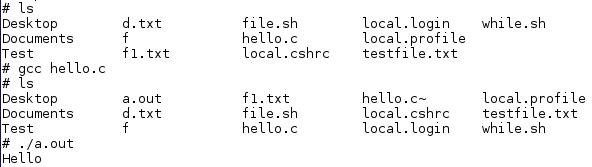 # ls
Desktop d.txt file.sh local.login while.sh
Documents f hello.c local.profile
Test f1.txt local.cshrc testfile.txt
# gcc hello.c
# ls
Desktop a.out f1.txt hello.c~ local.profile
Documents d.txt file.sh local.cshrc testfile.txt
Test f hello.c local.login while.sh
# ./a.out
Hello